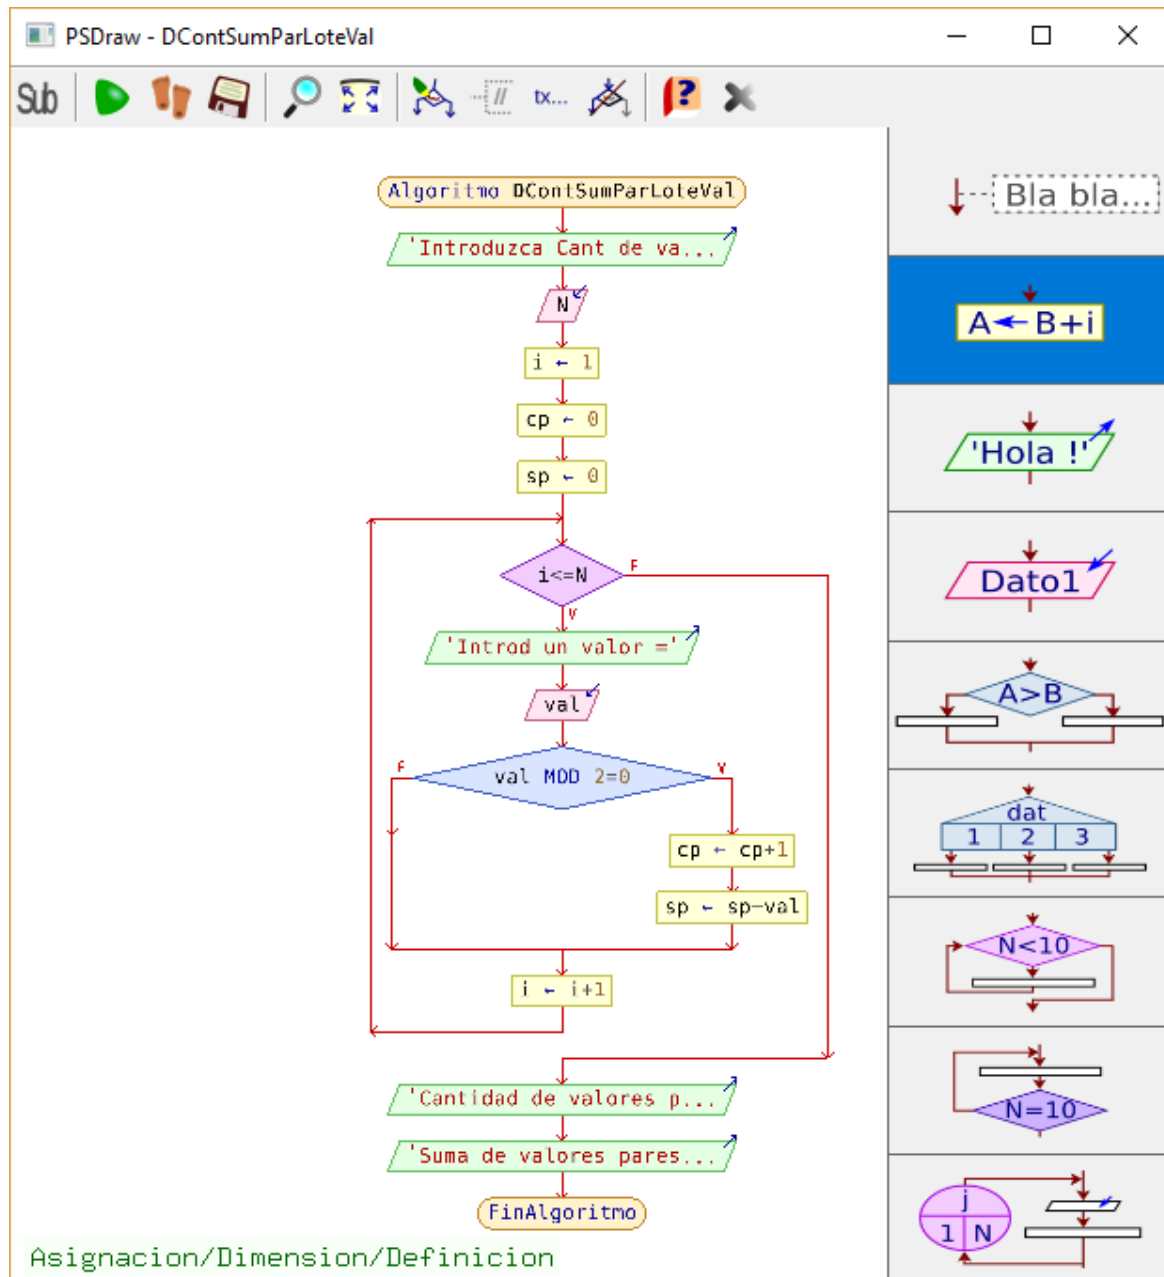 PSDraw - DContSumParLoteVal
Sub
//
tx...
?
Algoritmo DContSumParLoteVal
'Introduzca Cant de va...
N
i ← 1
cp ← 0
sp ← 0
i<=N
F
V
'Introd un valor ='
val
F
val MOD 2=0
V
cp ← cp+1
sp ← sp-val
i ← i+1
'Cantidad de valores p...
'Suma de valores pares...
FinAlgoritmo
Asignacion/Dimension/Definicion
Bla bla...
A← B+i
'Hola !'
Dato1
A>B
dat
1 2 3
N<10
N=10
j
1 N